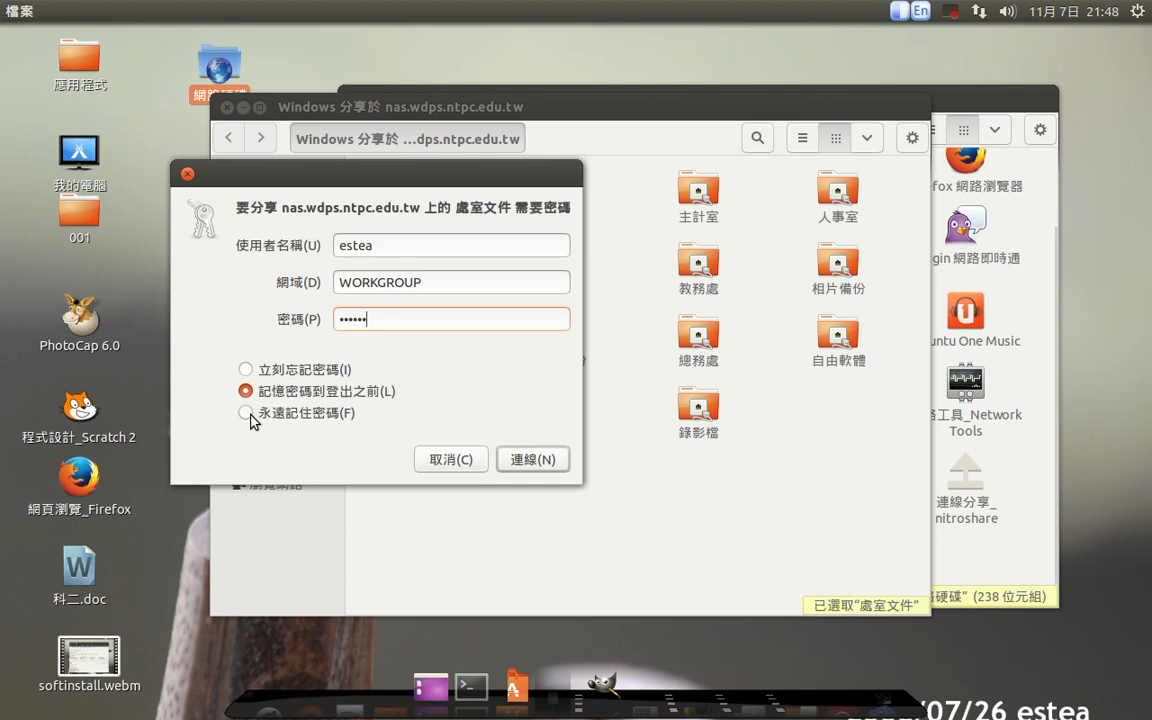 檔案
En
11月 7日 21:48
應用程式
我的電腦
001
PhotoCap 6.0
程式設計_Scratch 2
網頁瀏覽_Firefox
科二.doc
softinstall.webm
Windows 分享於 nas.wdps.ntpc.edu.tw
Windows 分享於 ...dps.ntpc.edu.tw
要分享 nas.wdps.ntpc.edu.tw 上的 處室文件 需要密碼
使用者名稱(U) estea
網域(D) WORKGROUP
密碼(P) ••••••
立刻忘記密碼(I)
記憶密碼到登出之前(L)
永遠記住密碼(F)
取消(C) 連線(N)
主計室 人事室
教務處 相片備份
總務處 自由軟體
錄影檔
已選取“處室文件”
fox 網路瀏覽器
gin 網路即時通
untu One Music
工具_Network
Tools
連線分享_
nitroshare
硬碟” (238 位元組)
/07/26 estea